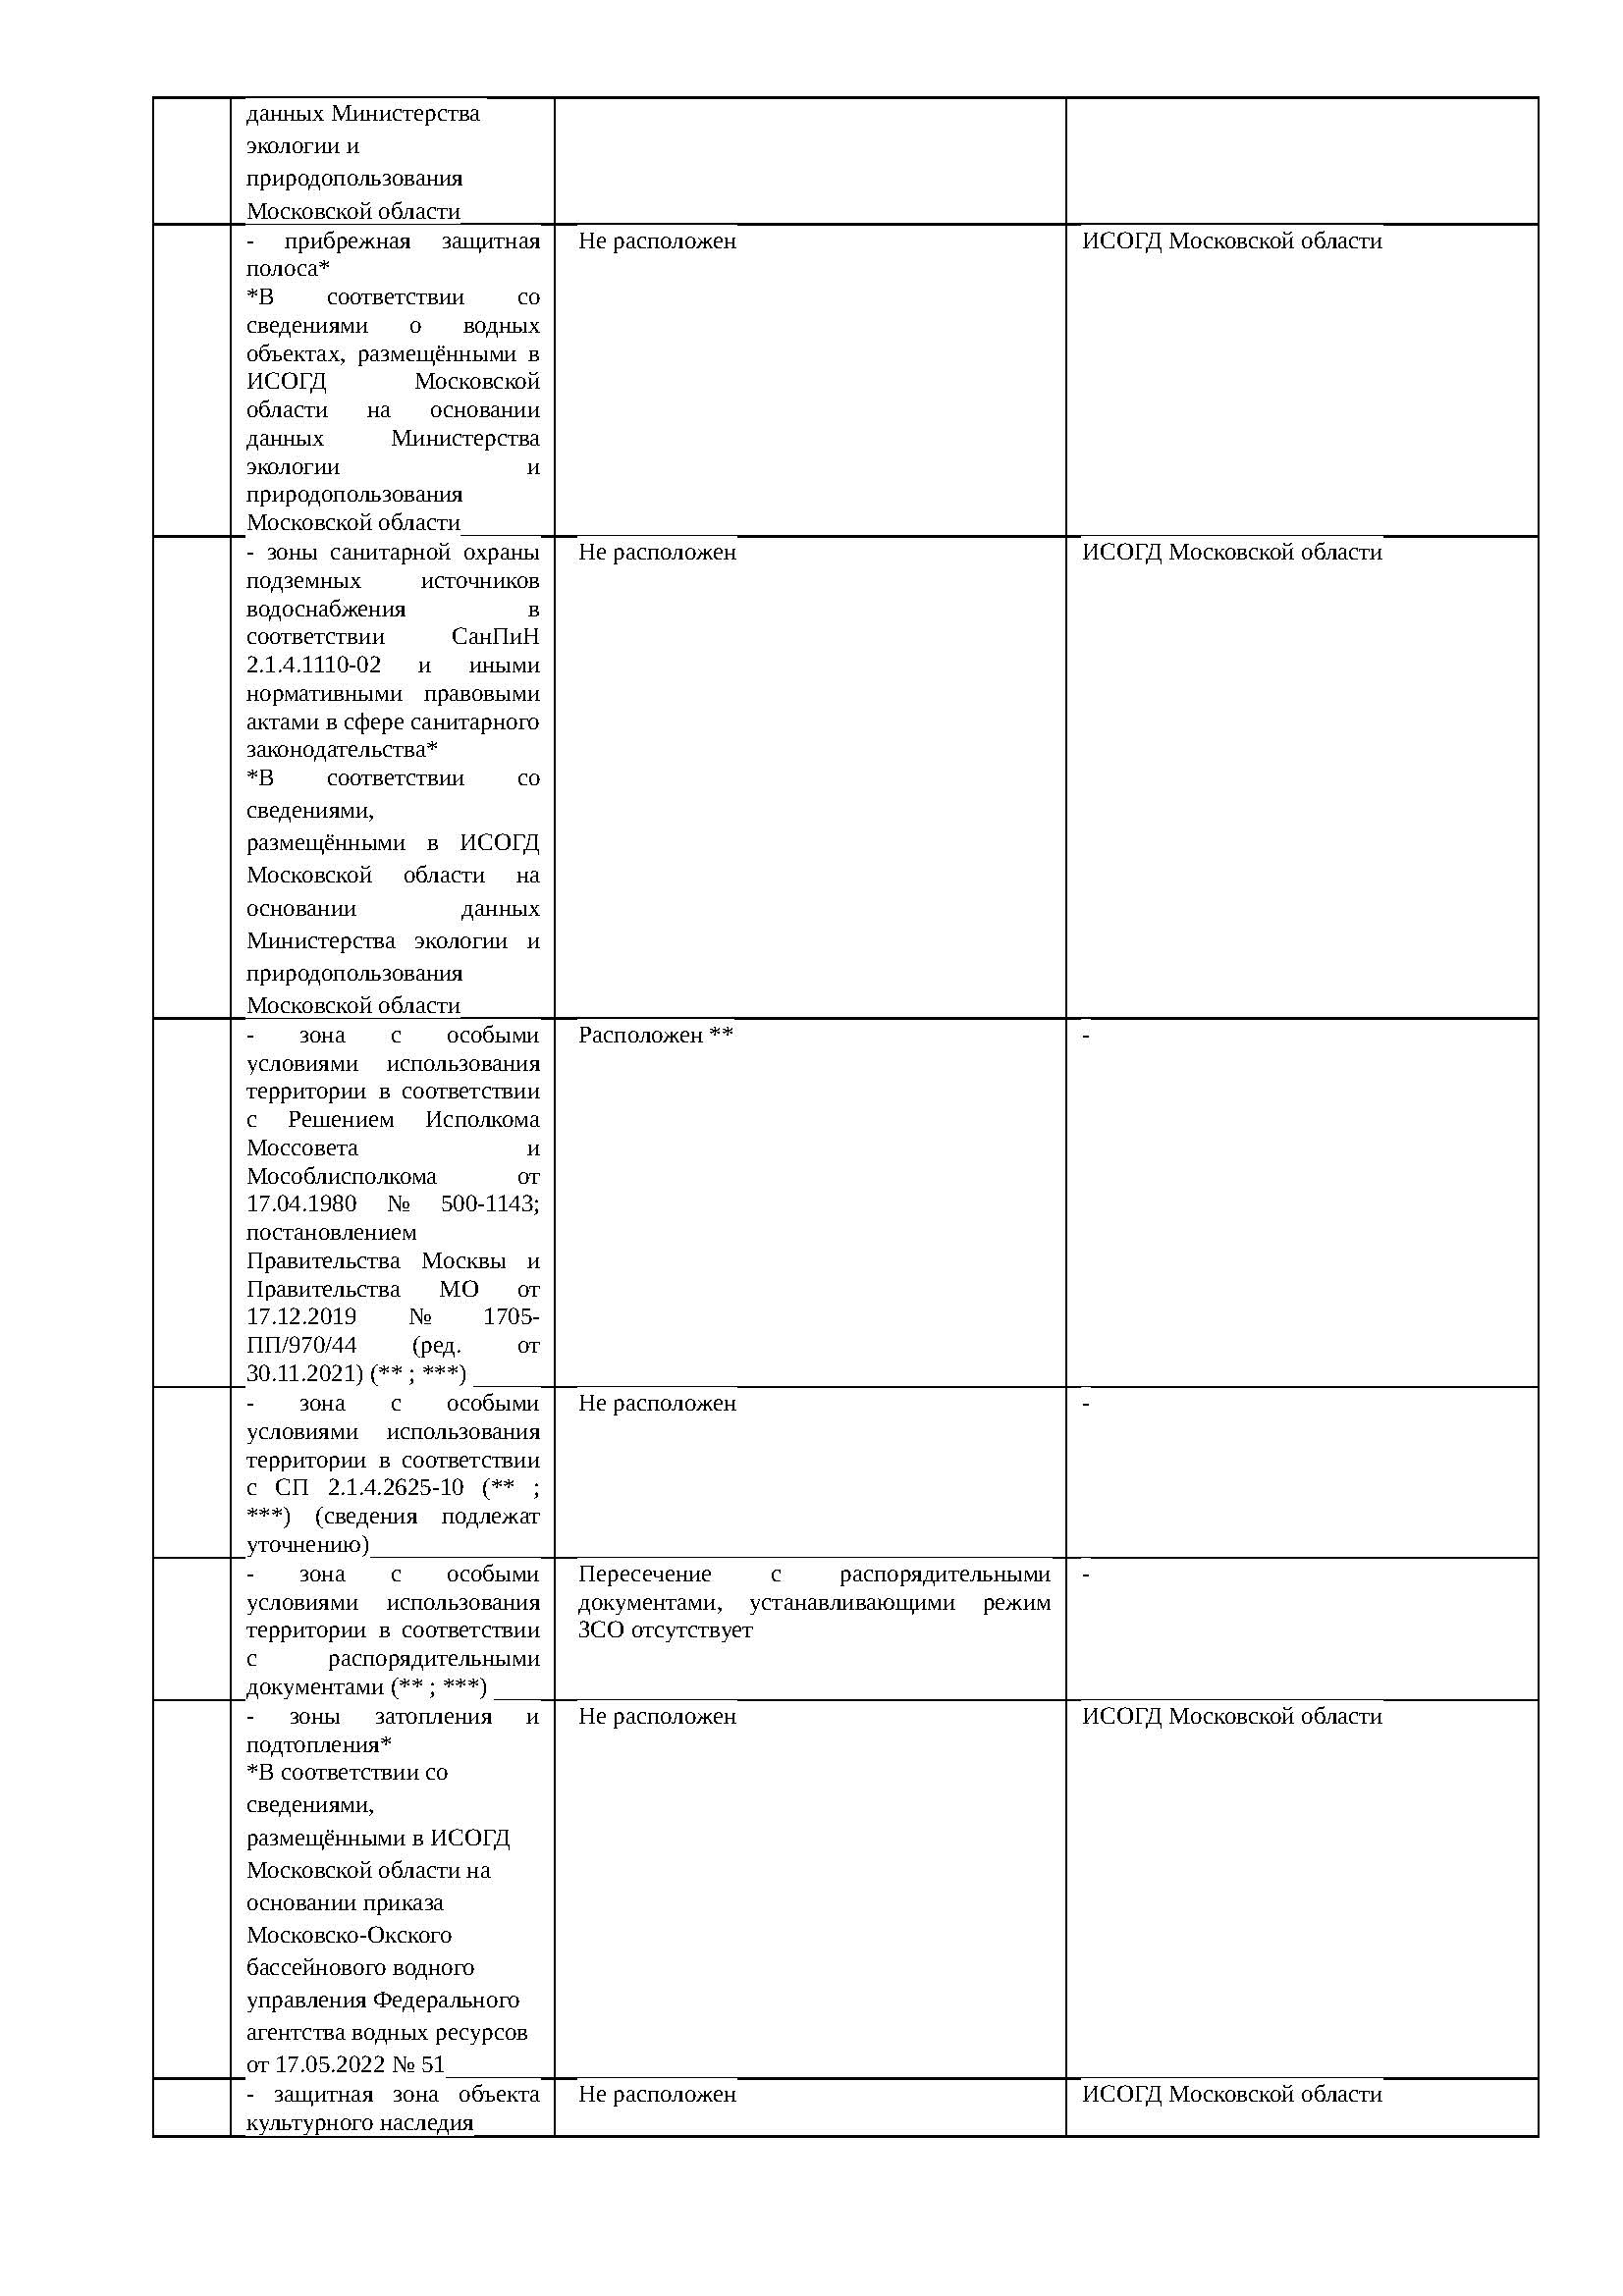 данных Министерства
экологии и
природопользования
Московской области
- прибрежная защитная
полоса*
*В соответствии со
сведениями о водных
объектах, размещёнными в
ИСОГД Московской
области на основании
данных Министерства
экологии и
природопользования
Московской области
Не расположен
ИСОГД Московской области
- зоны санитарной охраны
подземных источников
водоснабжения в
соответствии СанПиН
2.1.4.1110-02 и иными
нормативными правовыми
актами в сфере санитарного
законодательства*
*В соответствии со
сведениями,
размещёнными в ИСОГД
Московской области на
основании данных
Министерства экологии и
природопользования
Московской области
Не расположен
ИСОГД Московской области
- зона с особыми
условиями использования
территории в соответствии
с Решением Исполкома
Моссовета и
Мособлисполкома от
17.04.1980 № 500-1143;
постановлением
Правительства Москвы и
Правительства МО от
17.12.2019 № 1705-
ПП/970/44 (ред. от
30.11.2021) (** ; ***)
Расположен **
-
- зона с особыми
условиями использования
территории в соответствии
с СП 2.1.4.2625-10 (** ;
***) (сведения подлежат
уточнению)
Не расположен
-
- зона с особыми
условиями использования
территории в соответствии
с распорядительными
документами (** ; ***)
Пересечение с распорядительными
документами, устанавливающими режим
ЗСО отсутствует
-
- зоны затопления и
подтопления*
*В соответствии со
сведениями,
размещёнными в ИСОГД
Московской области на
основании приказа
Московско-Окского
бассейнового водного
управления Федерального
агентства водных ресурсов
от 17.05.2022 № 51
Не расположен
ИСОГД Московской области
- защитная зона объекта
культурного наследия
Не расположен
ИСОГД Московской области